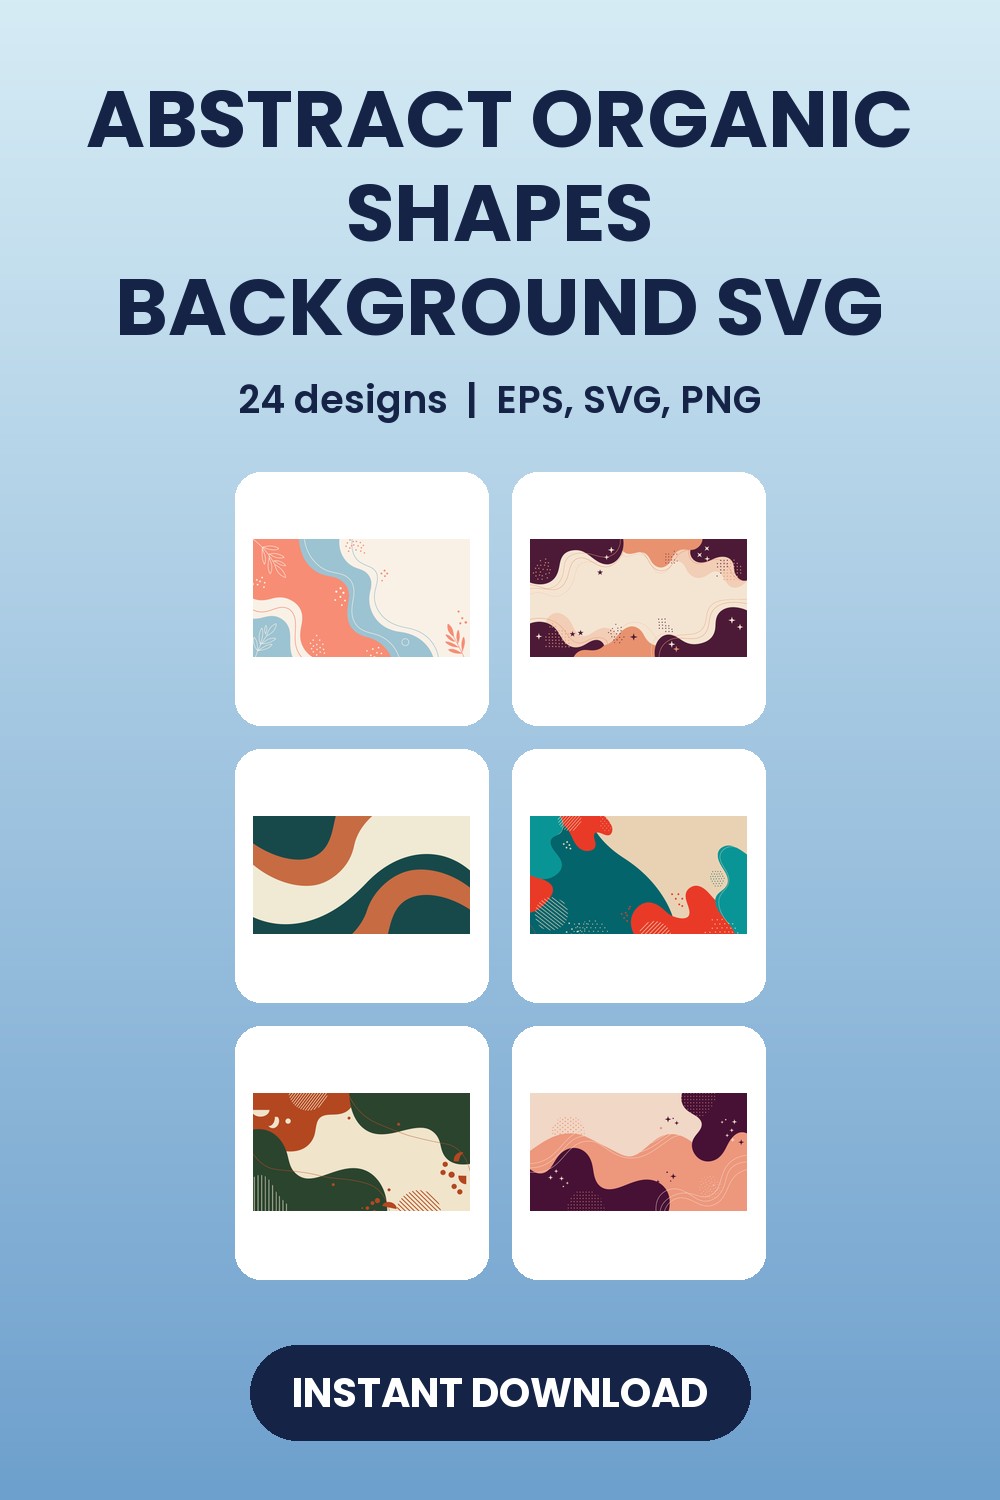 ABSTRACT ORGANIC
SHAPES
BACKGROUND SVG
24 designs | EPS, SVG, PNG
INSTANT DOWNLOAD